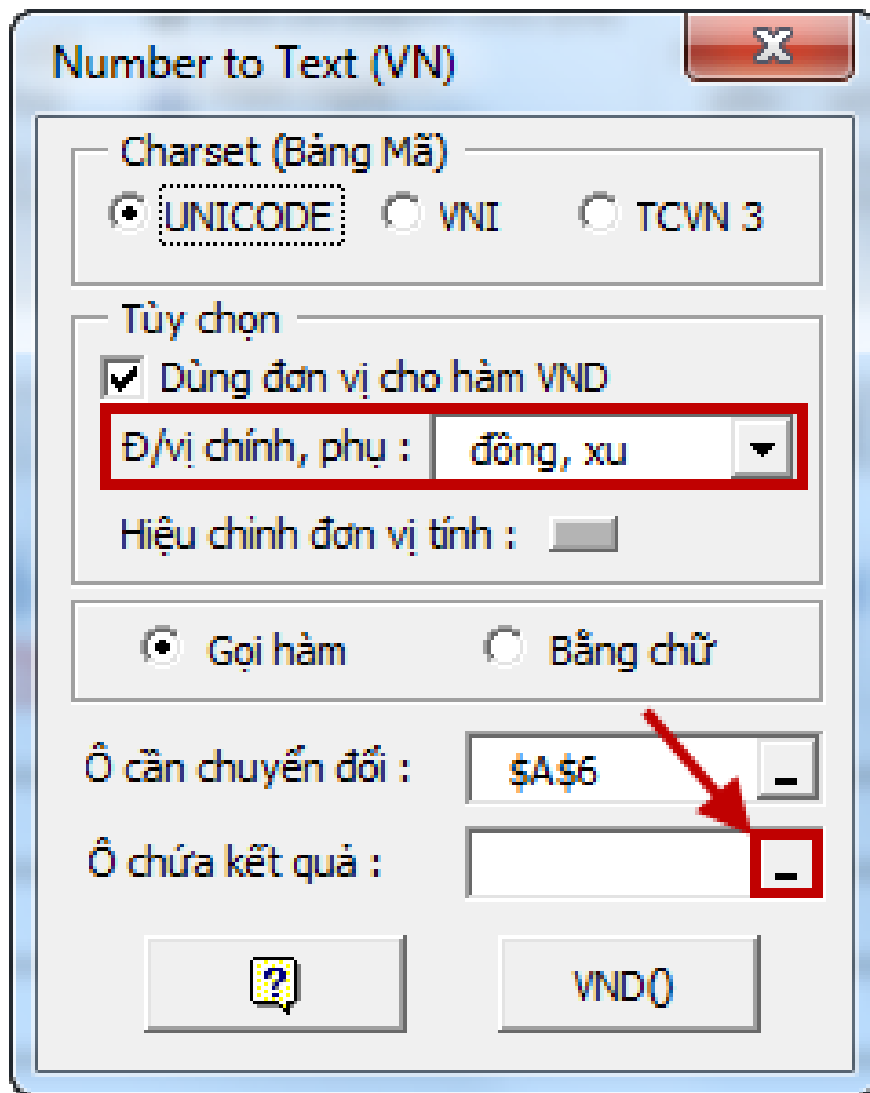 Number to Text (VN)
Charset (Bảng Mã)
UNICODE VNI TCVN 3
Tùy chọn
Dùng đơn vị cho hàm VND
Đ/vị chính, phụ : đồng, xu
Hiệu chỉnh đơn vị tính :
Gọi hàm Bằng chữ
Ô cần chuyển đổi : $A$6 _
Ô chứa kết quả : _
? VND()